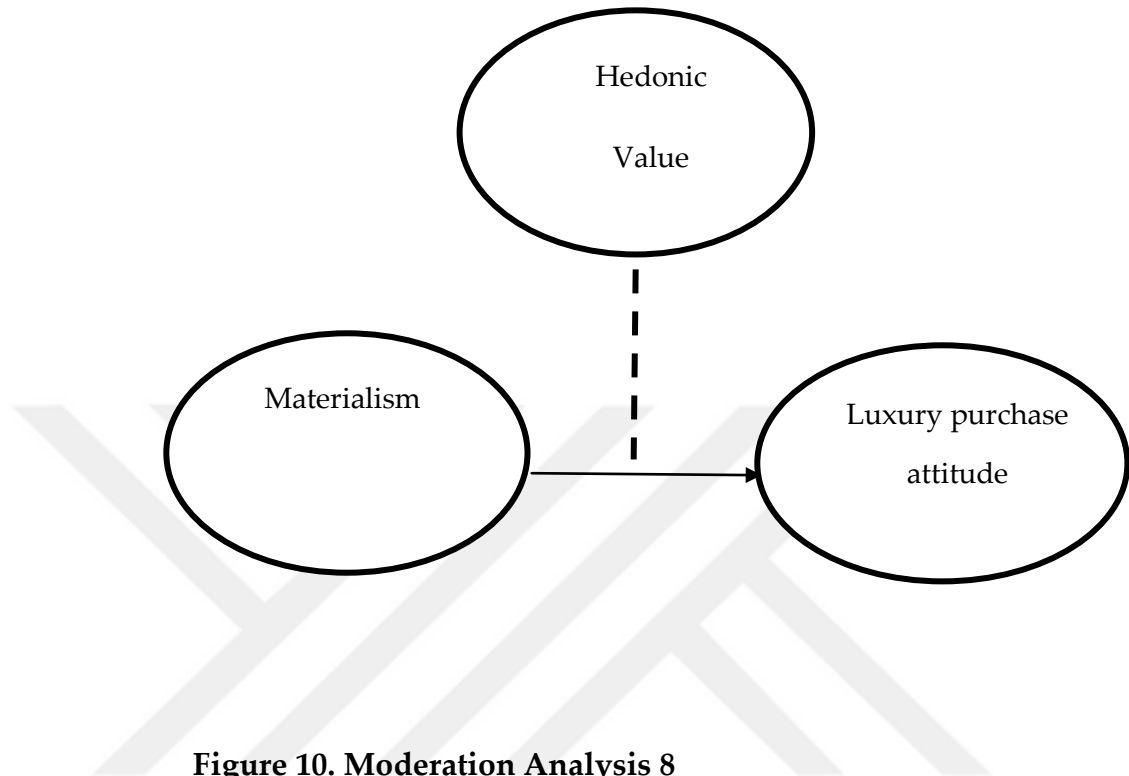 Hedonic
Value
Materialism
Luxury purchase
attitude
Figure 10. Moderation Analysis 8